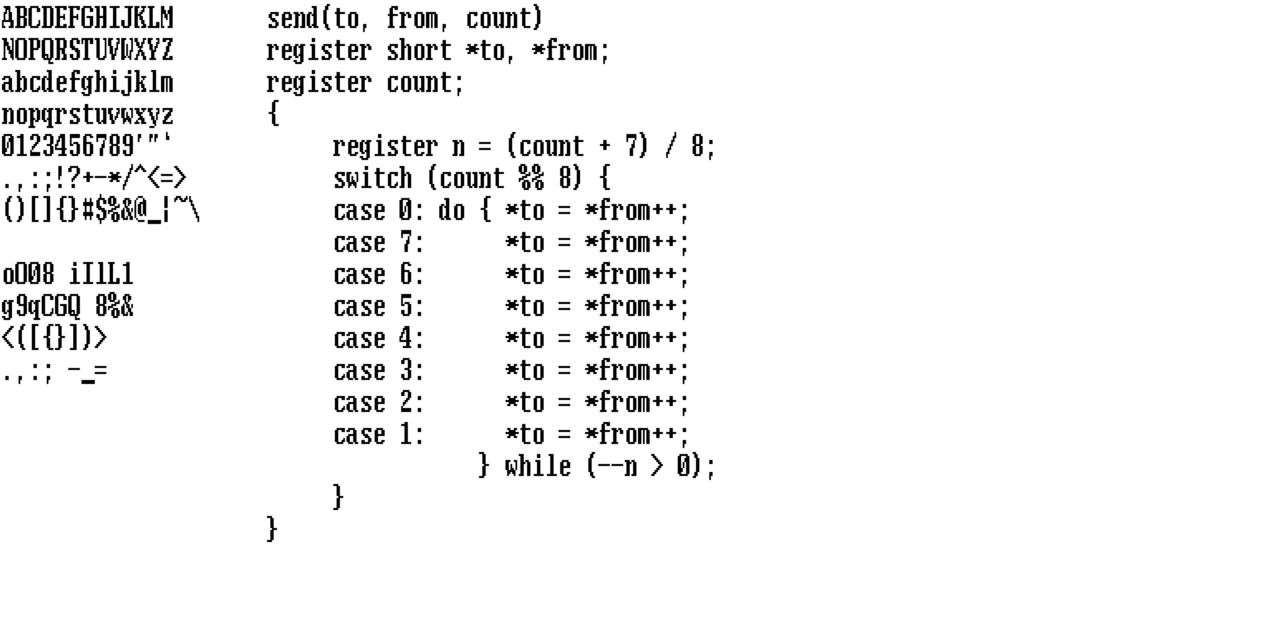 ABCDEFGHIJKLM
NOPQRSTUVWXYZ
abcdefghijklm
nopqrstuvwxyz
0123456789'"`
.,:;!?+-*/^<=>
()[]{}#$%&@_¦~\
oO08 iIlL1
g9qCGQ 8%&
<([{}])>
.,:; -_=
send(to, from, count)
register short *to, *from;
register count;
{
     register n = (count + 7) / 8;
     switch (count %% 8) {
     case 0: do { *to = *from++;
     case 7:      *to = *from++;
     case 6:      *to = *from++;
     case 5:      *to = *from++;
     case 4:      *to = *from++;
     case 3:      *to = *from++;
     case 2:      *to = *from++;
     case 1:      *to = *from++;
                } while (--n > 0);
     }
}